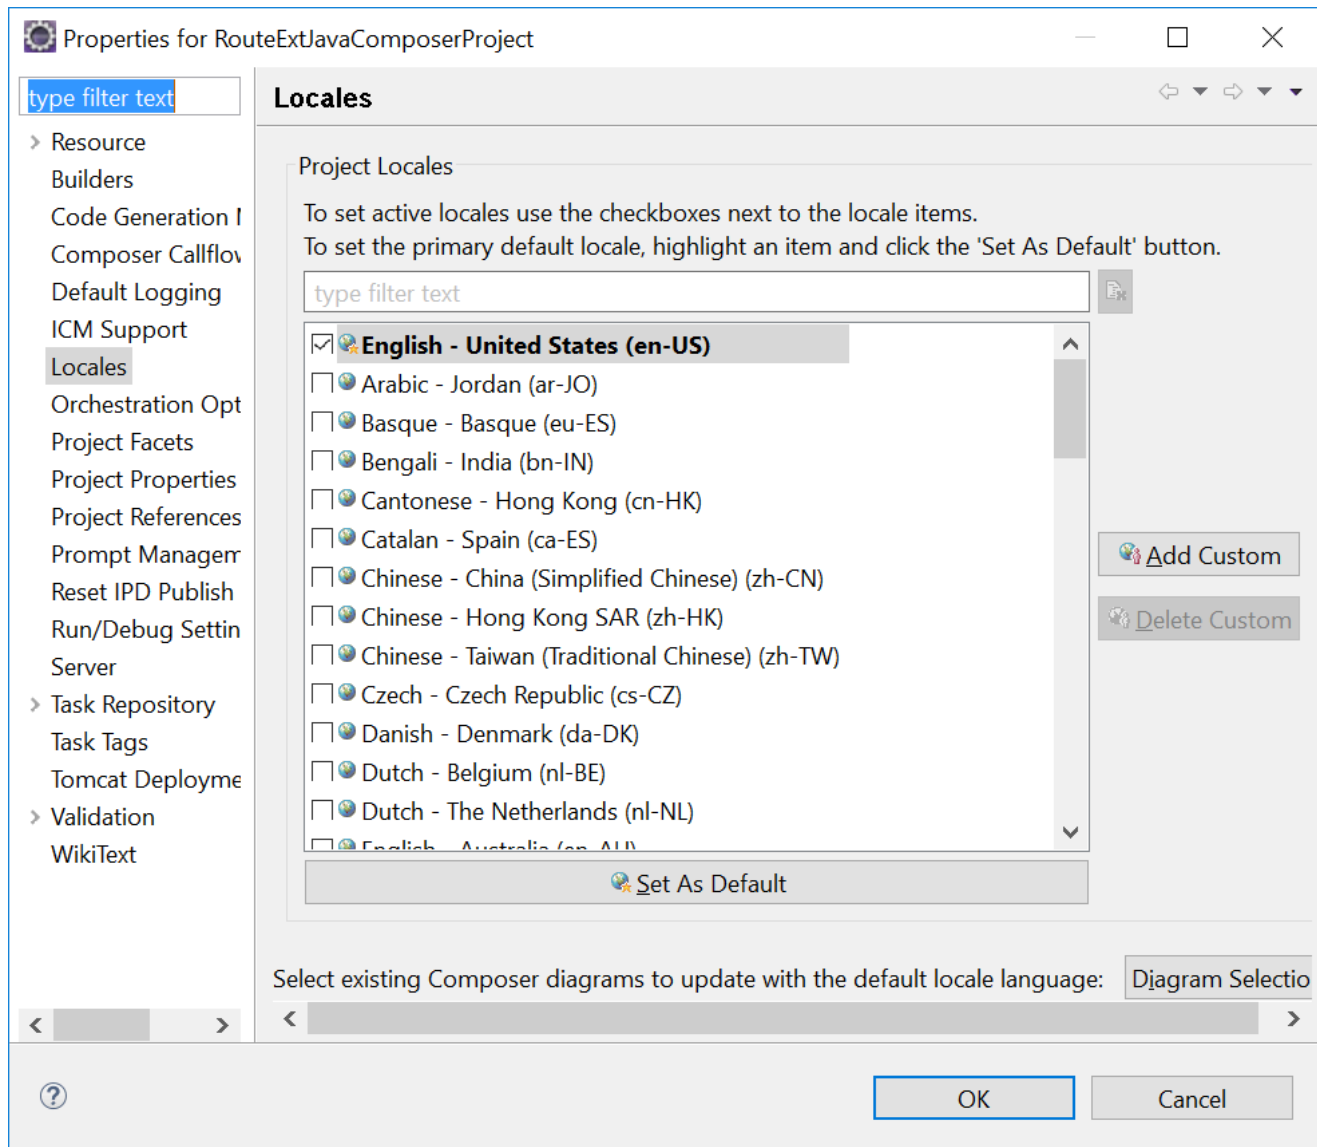 Properties for RouteExtJavaComposerProject
type filter text
Resource
Builders
Code Generation
Composer Callflow
Default Logging
ICM Support
Locales
Orchestration Opt
Project Facets
Project Properties
Project References
Prompt Managem
Reset IPD Publish
Run/Debug Settin
Server
Task Repository
Task Tags
Tomcat Deployme
Validation
WikiText
Locales
Project Locales
To set active locales use the checkboxes next to the locale items.
To set the primary default locale, highlight an item and click the 'Set As Default' button.
type filter text
English - United States (en-US)
Arabic - Jordan (ar-JO)
Basque - Basque (eu-ES)
Bengali - India (bn-IN)
Cantonese - Hong Kong (cn-HK)
Catalan - Spain (ca-ES)
Chinese - China (Simplified Chinese) (zh-CN)
Chinese - Hong Kong SAR (zh-HK)
Chinese - Taiwan (Traditional Chinese) (zh-TW)
Czech - Czech Republic (cs-CZ)
Danish - Denmark (da-DK)
Dutch - Belgium (nl-BE)
Dutch - The Netherlands (nl-NL)
English - Australia (en-AU)
Add Custom
Delete Custom
Set As Default
Select existing Composer diagrams to update with the default locale language:
Diagram Selectio
OK
Cancel